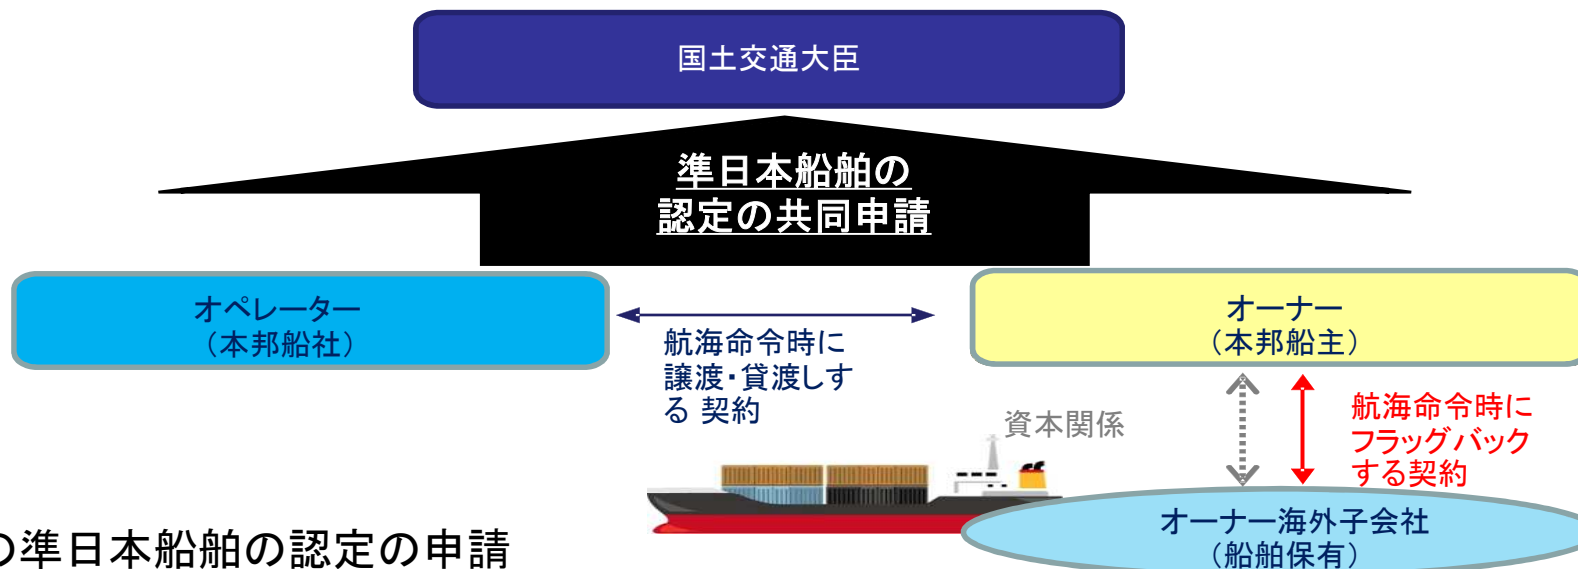 国土交通大臣
準日本船舶の
認定の共同申請
オペレーター
（本邦船社）
航海命令時に
譲渡・貸渡しす
る 契約
オーナー
（本邦船主）
資本関係
航海命令時に
フラッグバック
する契約
オーナー海外子会社
（船舶保有）
の準日本船舶の認定の申請